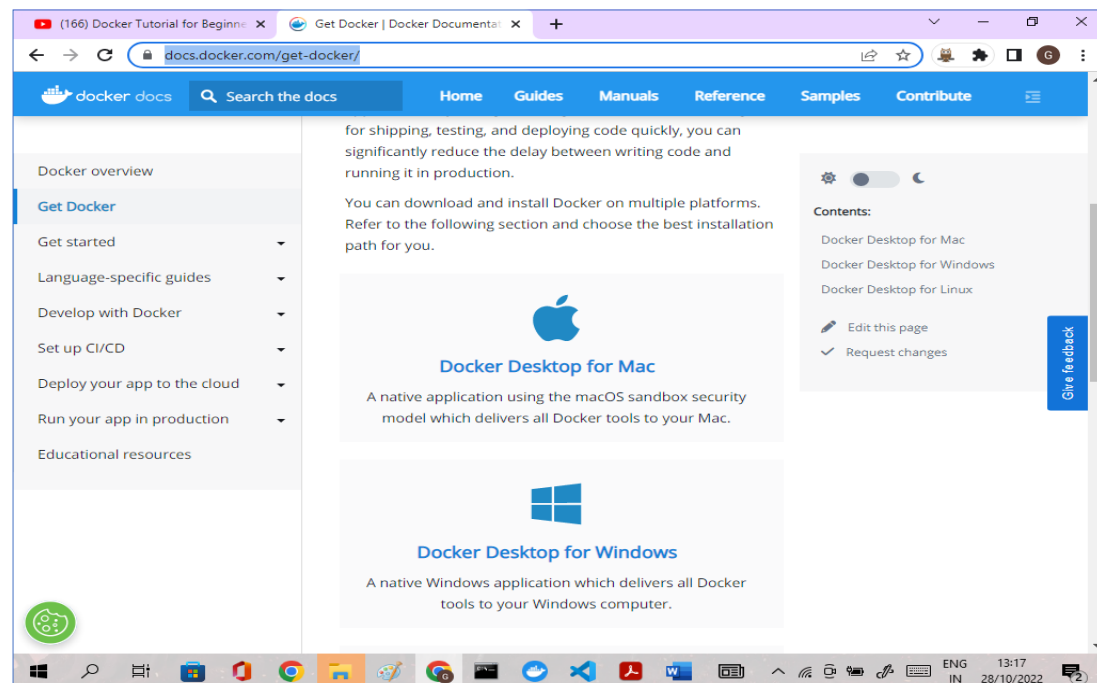 (166) Docker Tutorial for Beginne
Get Docker | Docker Documentat
docs.docker.com/get-docker/
G
docker docs
Search the docs
Home
Guides
Manuals
Reference
Samples
Contribute
for shipping, testing, and deploying code quickly, you can
significantly reduce the delay between writing code and
running it in production.
You can download and install Docker on multiple platforms.
Refer to the following section and choose the best installation
path for you.
Docker overview
Get Docker
Get started
Language-specific guides
Develop with Docker
Set up CI/CD
Deploy your app to the cloud
Run your app in production
Educational resources
Docker Desktop for Mac
A native application using the macOS sandbox security
model which delivers all Docker tools to your Mac.
Docker Desktop for Windows
A native Windows application which delivers all Docker
tools to your Windows computer.
Contents:
Docker Desktop for Mac
Docker Desktop for Windows
Docker Desktop for Linux
Edit this page
Request changes
Give feedback
ENG
IN
13:17
28/10/2022
2